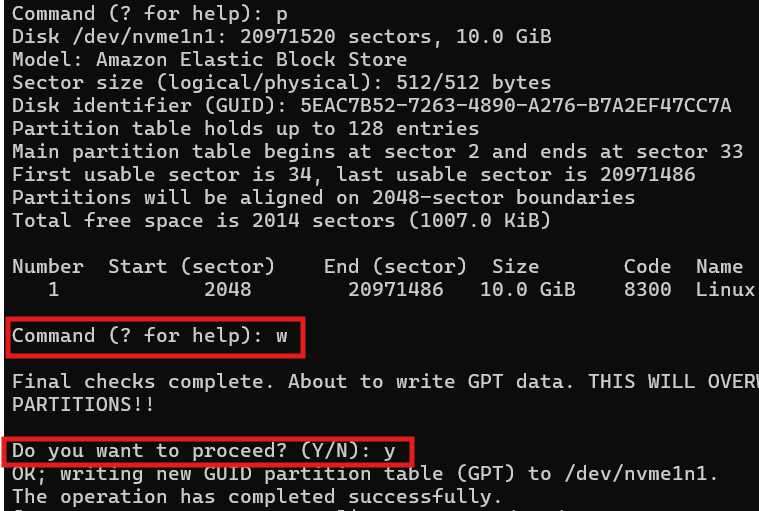 Command (? for help): p
Disk /dev/nvme1n1: 20971520 sectors, 10.0 GiB
Model: Amazon Elastic Block Store
Sector size (logical/physical): 512/512 bytes
Disk identifier (GUID): 5EAC7B52-7263-4890-A276-B7A2EF47CC7A
Partition table holds up to 128 entries
Main partition table begins at sector 2 and ends at sector 33
First usable sector is 34, last usable sector is 20971486
Partitions will be aligned on 2048-sector boundaries
Total free space is 2014 sectors (1007.0 KiB)
Number  Start (sector)    End (sector)  Size       Code  Name
   1            2048        20971486   10.0 GiB    8300  Linux
Command (? for help): w
Final checks complete. About to write GPT data. THIS WILL OVERW
PARTITIONS!!
Do you want to proceed? (Y/N): y
OK; writing new GUID partition table (GPT) to /dev/nvme1n1.
The operation has completed successfully.